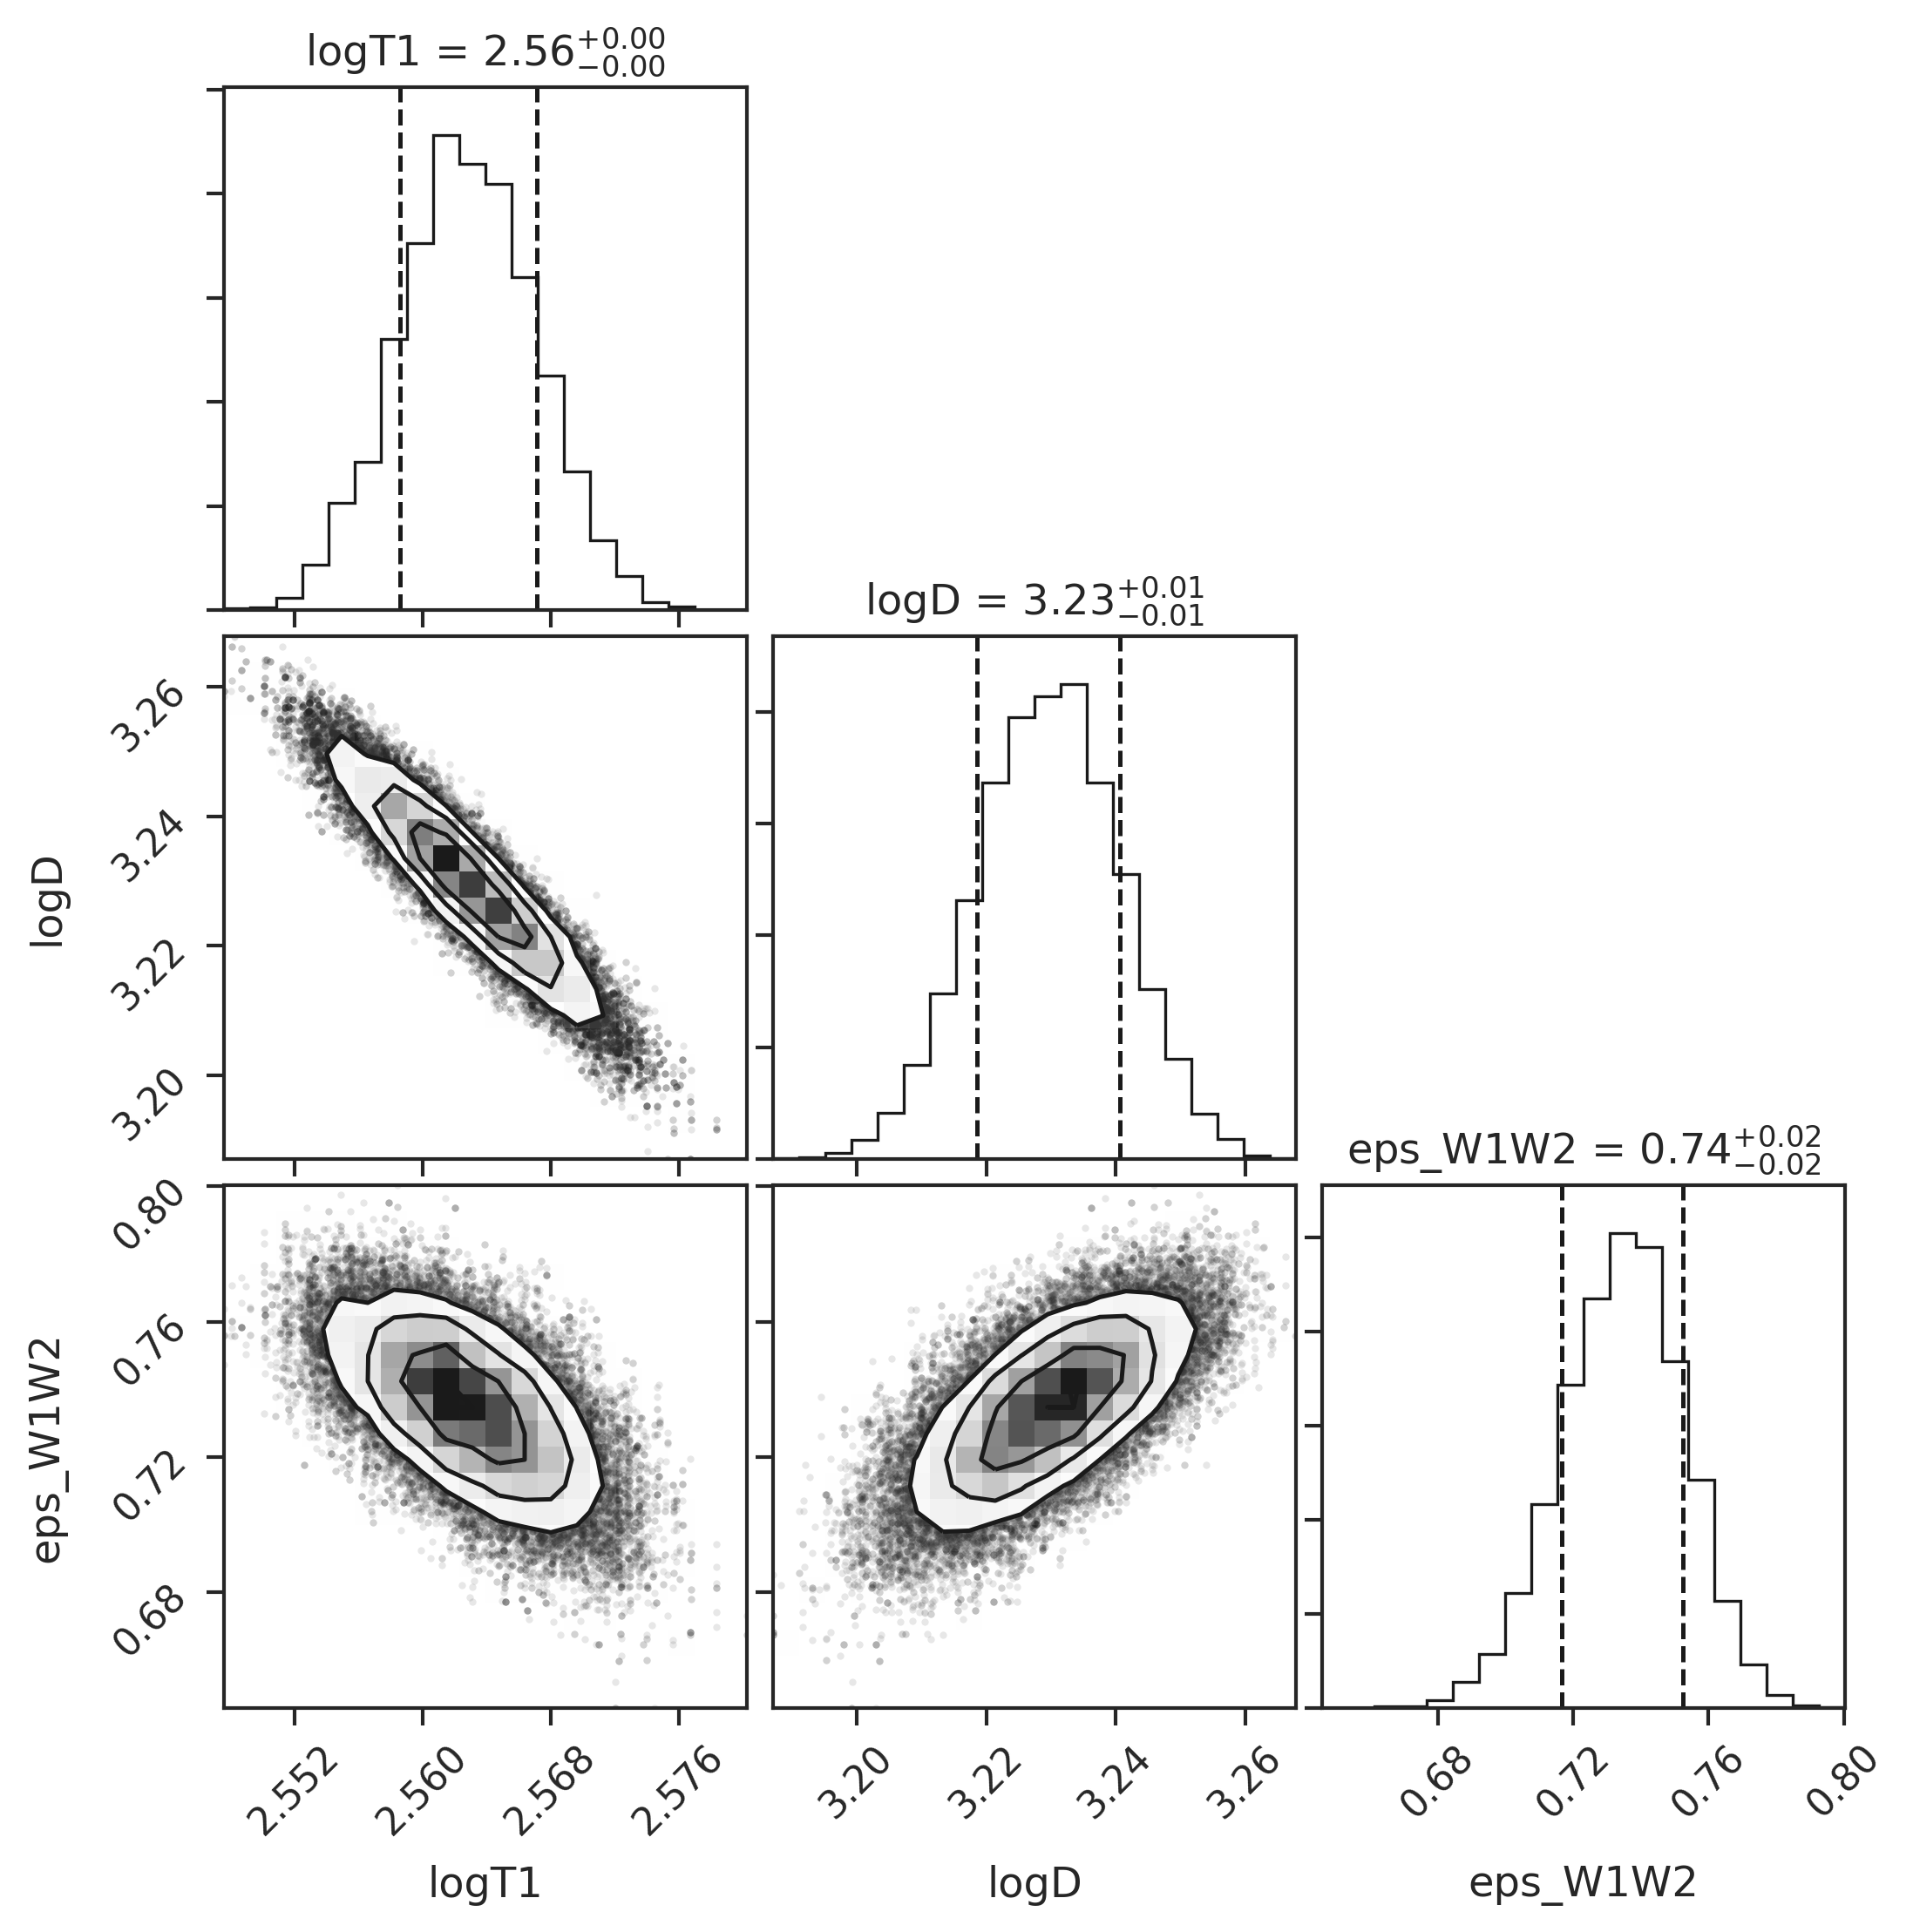 logT1 = 2.56+0.00−0.00
logD = 3.23+0.01−0.01
logD
3.26
3.24
3.22
3.20
eps_W1W2 = 0.74+0.02−0.02
eps_W1W2
0.80
0.76
0.72
0.68
2.552 2.560 2.568 2.576 3.20 3.22 3.24 3.26 0.68 0.72 0.76 0.80
logT1 logD eps_W1W2